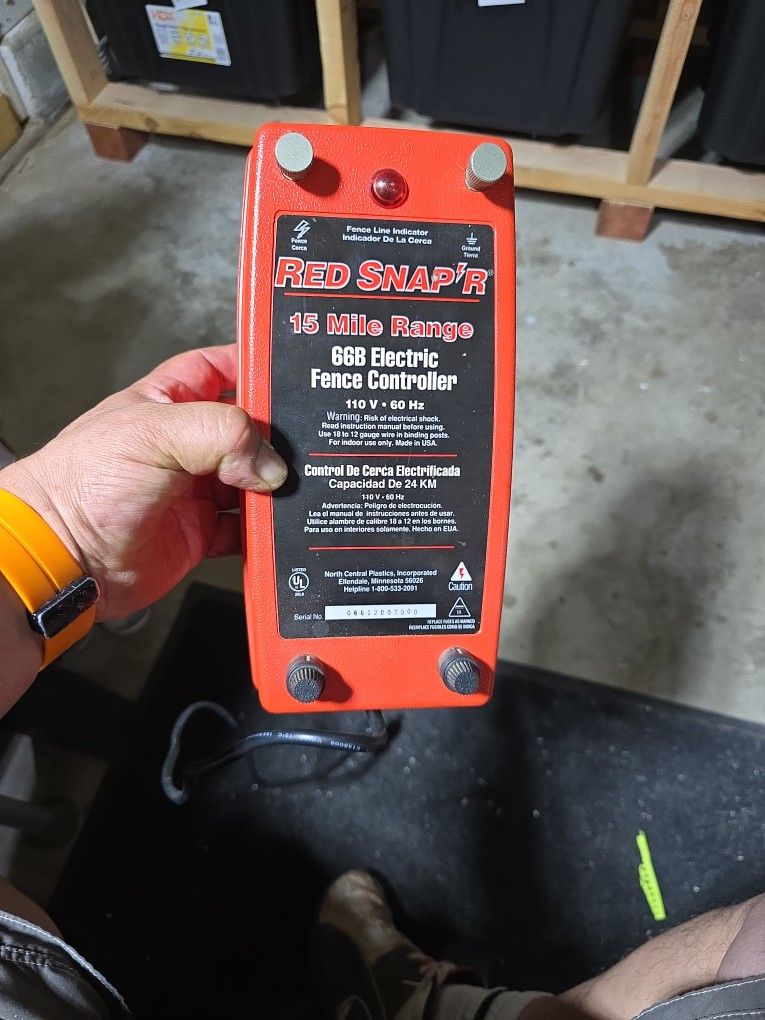 HDX
Fence Line Indicator
Indicador De La Cerca
Fence
Cerca
Ground
Tierra
RED SNAP'R®
15 Mile Range
66B Electric
Fence Controller
110 V • 60 Hz
Warning: Risk of electrical shock.
Read instruction manual before using.
Use 18 to 12 gauge wire in binding posts.
For indoor use only. Made in USA.
Control De Cerca Electrificada
Capacidad De 24 KM
110 V • 60 Hz
Advertencia: Peligro de electrocución.
Lea el manual de instrucciones antes de usar.
Utilice alambre de calibre 18 a 12 en los bornes.
Para uso en interiores solamente. Hecho en EUA.
LISTED
UL
North Central Plastics, Incorporated
Ellendale, Minnesota 56026
Helpline 1-800-533-2091
Caution
Serial No.
REPLACE FUSES AS MARKED
REEMPLACE FUSIBLES COMO SE INDICA